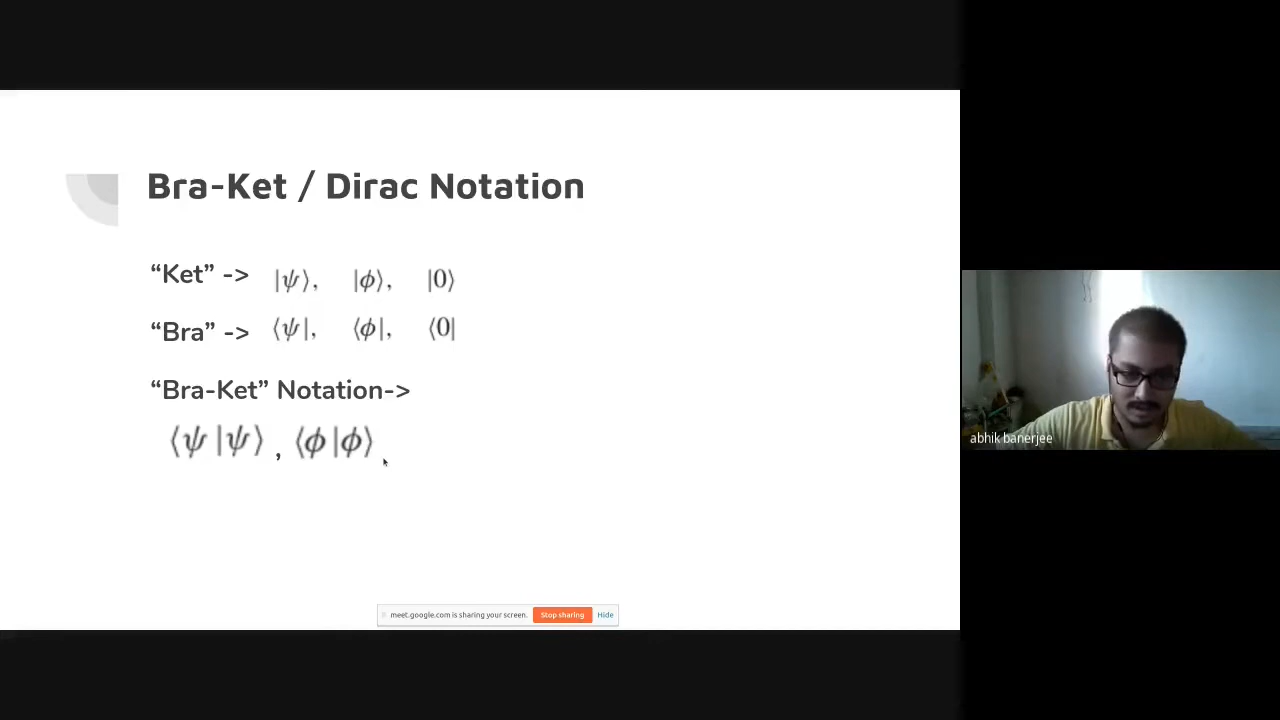 Bra-Ket / Dirac Notation
“Ket” -> |ψ⟩, |ϕ⟩, |0⟩
“Bra” -> ⟨ψ|, ⟨ϕ|, ⟨0|
“Bra-Ket” Notation->
⟨ψ|ψ⟩ , ⟨ϕ|ϕ⟩
meet.google.com is sharing your screen. Stop sharing Hide
abhik banerjee